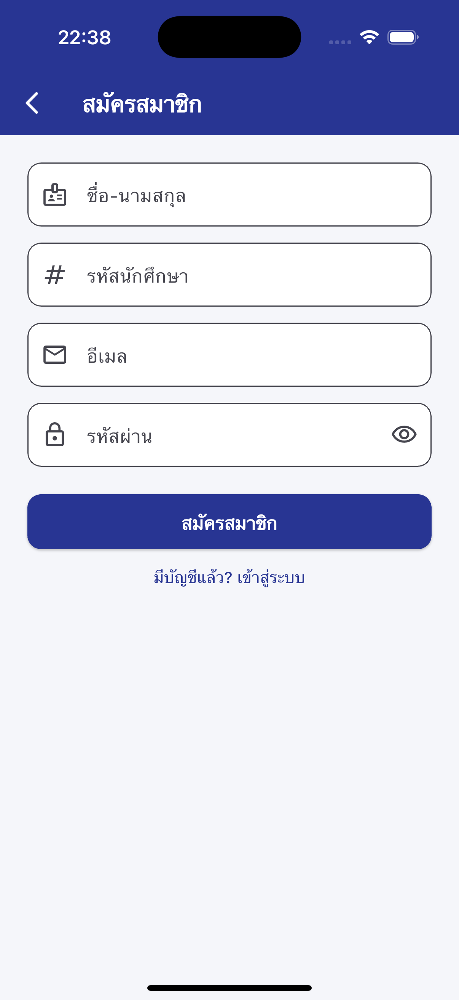 22:38
สมัครสมาชิก
ชื่อ-นามสกุล
รหัสนักศึกษา
อีเมล
รหัสผ่าน
สมัครสมาชิก
มีบัญชีแล้ว? เข้าสู่ระบบ